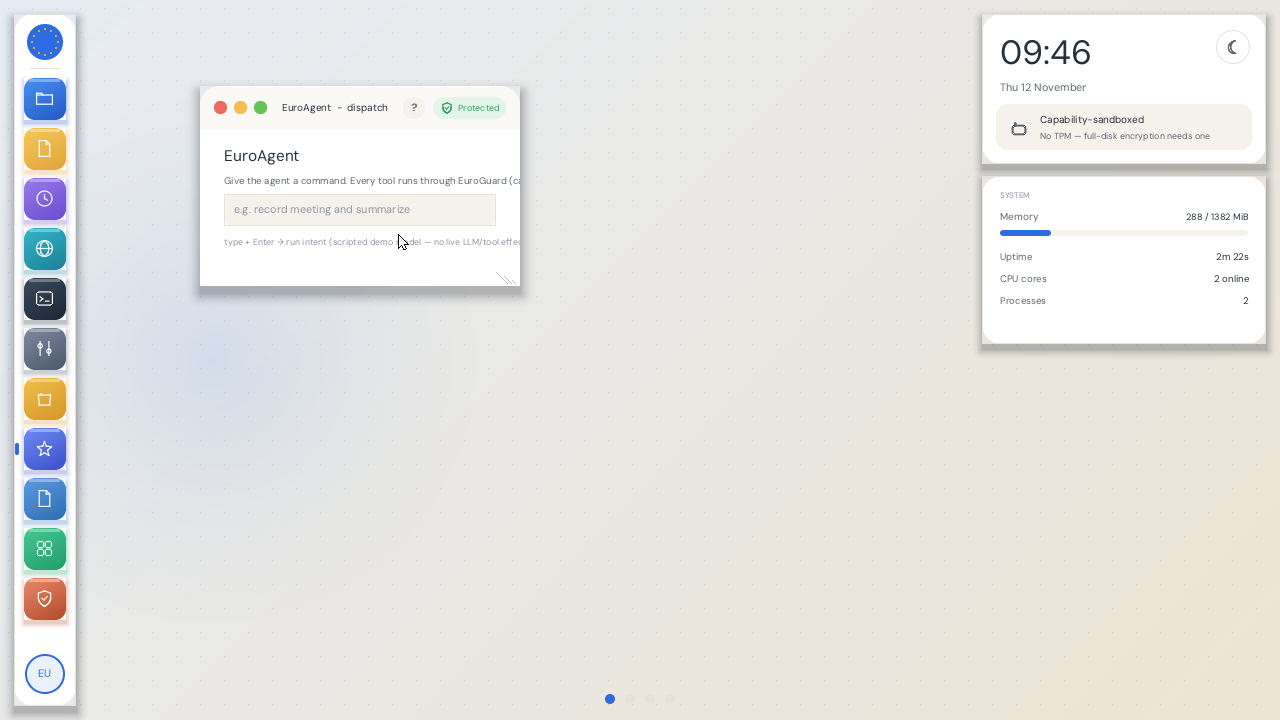 EuroAgent - dispatch
?
Protected
EuroAgent
Give the agent a command. Every tool runs through EuroGuard (ca
e.g. record meeting and summarize
type + Enter → run intent (scripted demo model — no live LLM/tool effec
EU
09:46
Thu 12 November
Capability-sandboxed
No TPM — full-disk encryption needs one
SYSTEM
Memory 288 / 1382 MiB
Uptime 2m 22s
CPU cores 2 online
Processes 2